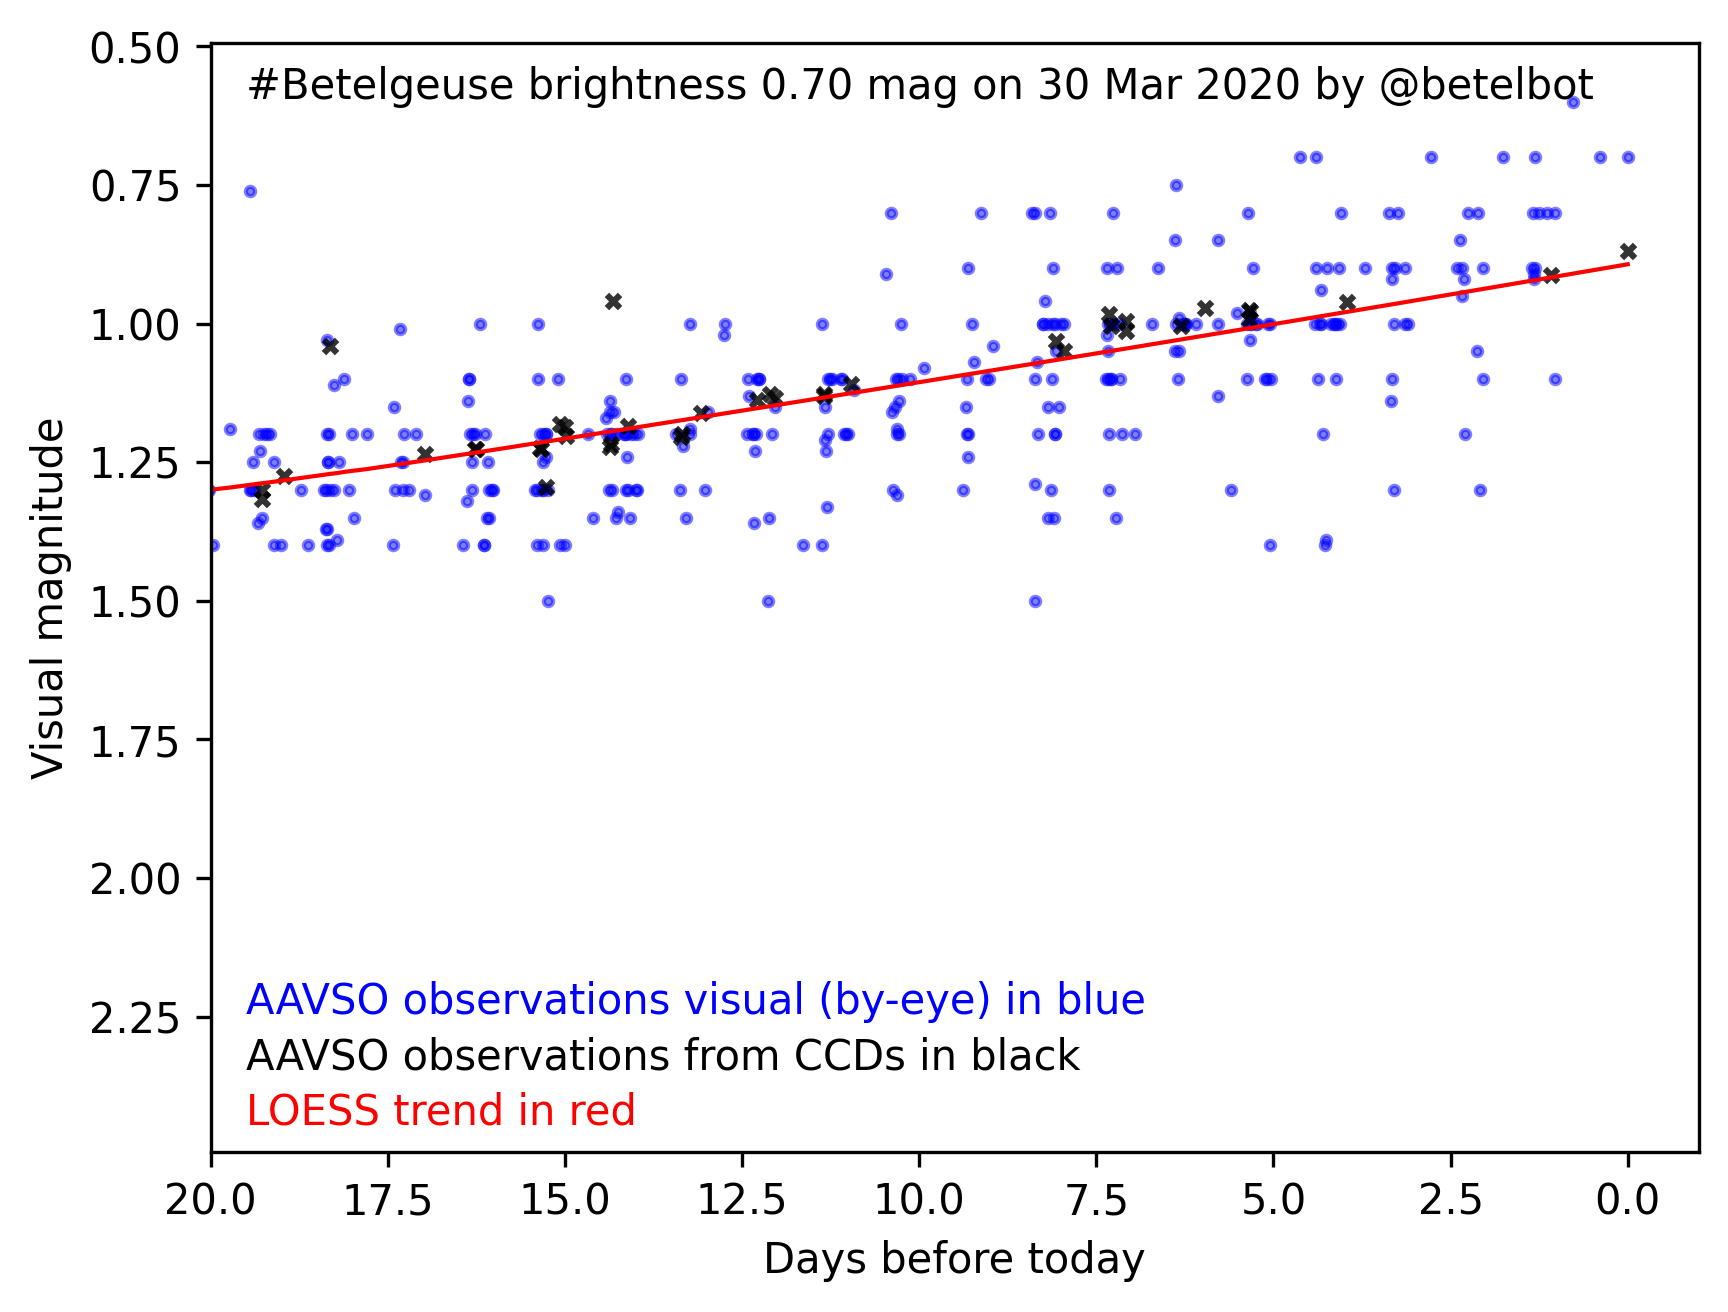 #Betelgeuse brightness 0.70 mag on 30 Mar 2020 by @betelbot
0.50
0.75
1.00
1.25
1.50
1.75
2.00
2.25
Visual magnitude
AAVSO observations visual (by-eye) in blue
AAVSO observations from CCDs in black
LOESS trend in red
20.0 17.5 15.0 12.5 10.0 7.5 5.0 2.5 0.0
Days before today